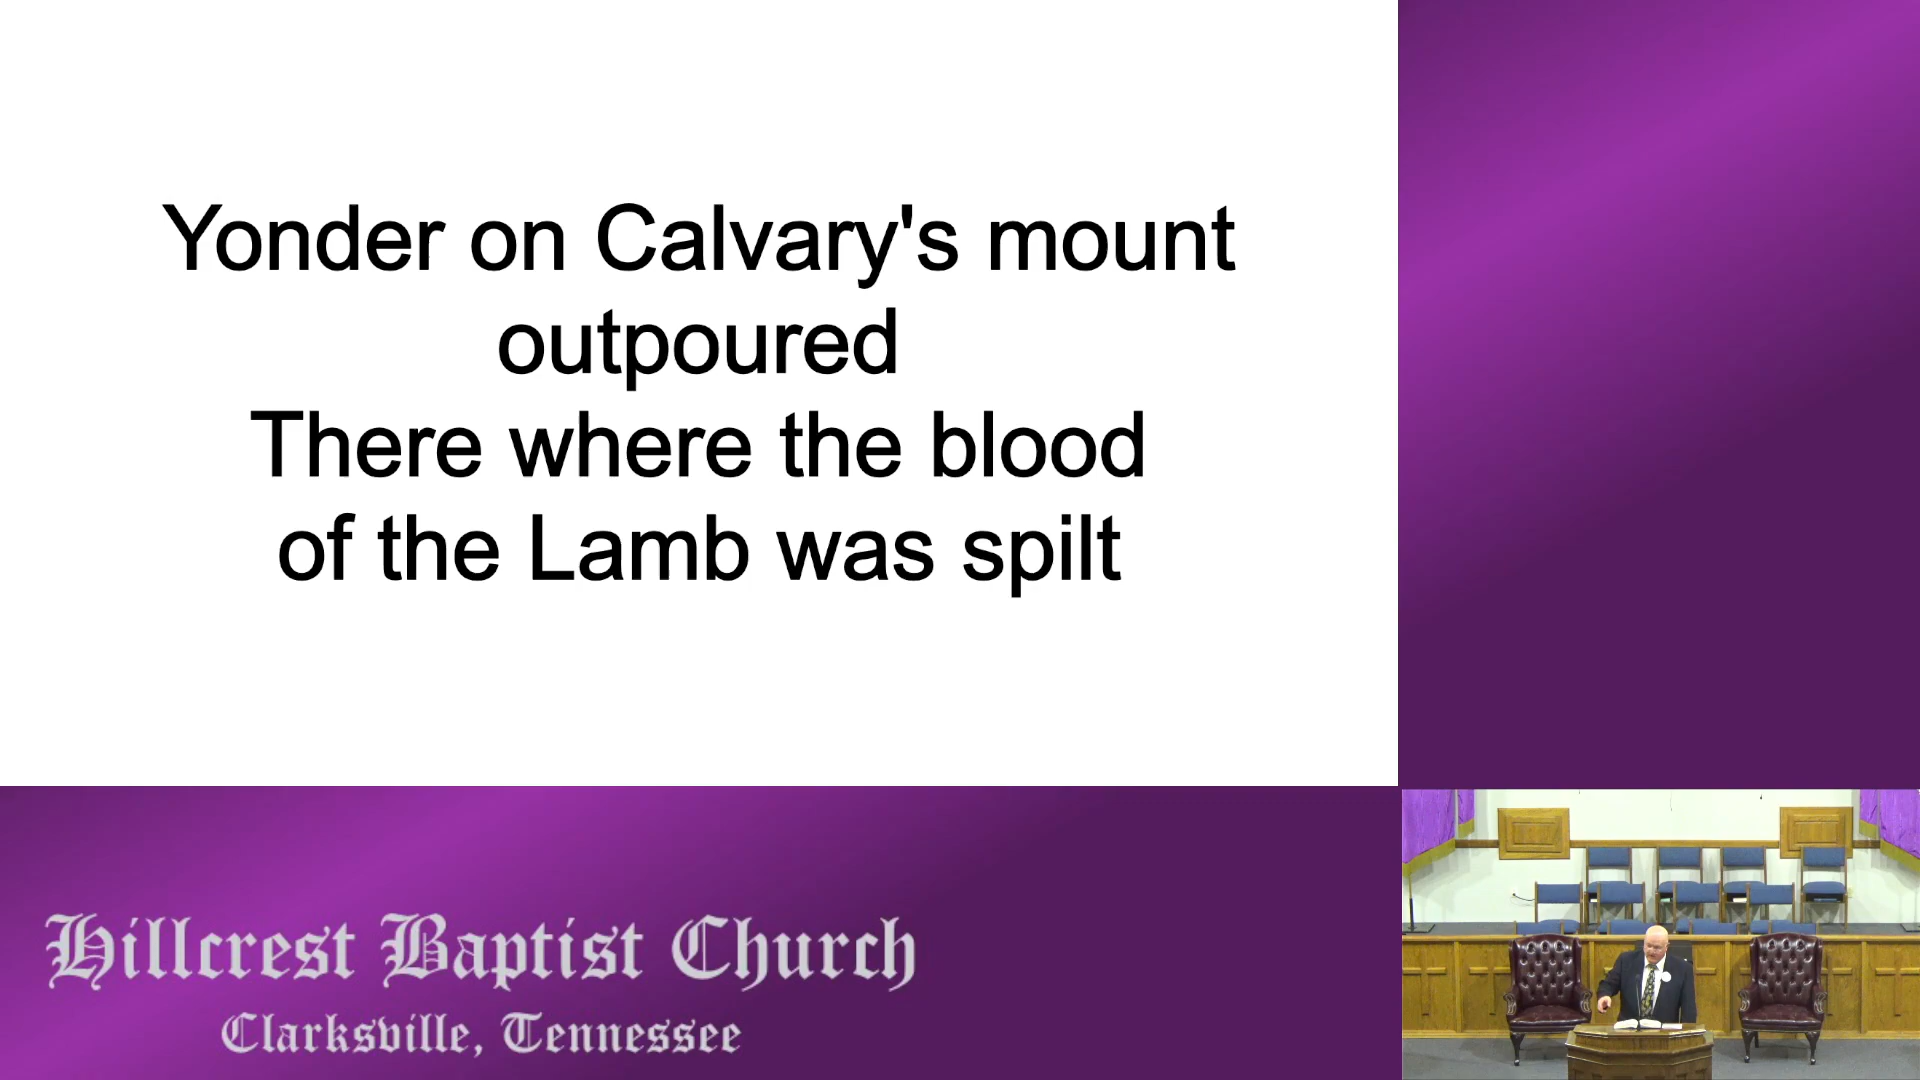 Yonder on Calvary's mount
outpoured
There where the blood
of the Lamb was spilt
Hillcrest Baptist Church
Clarksville, Tennessee